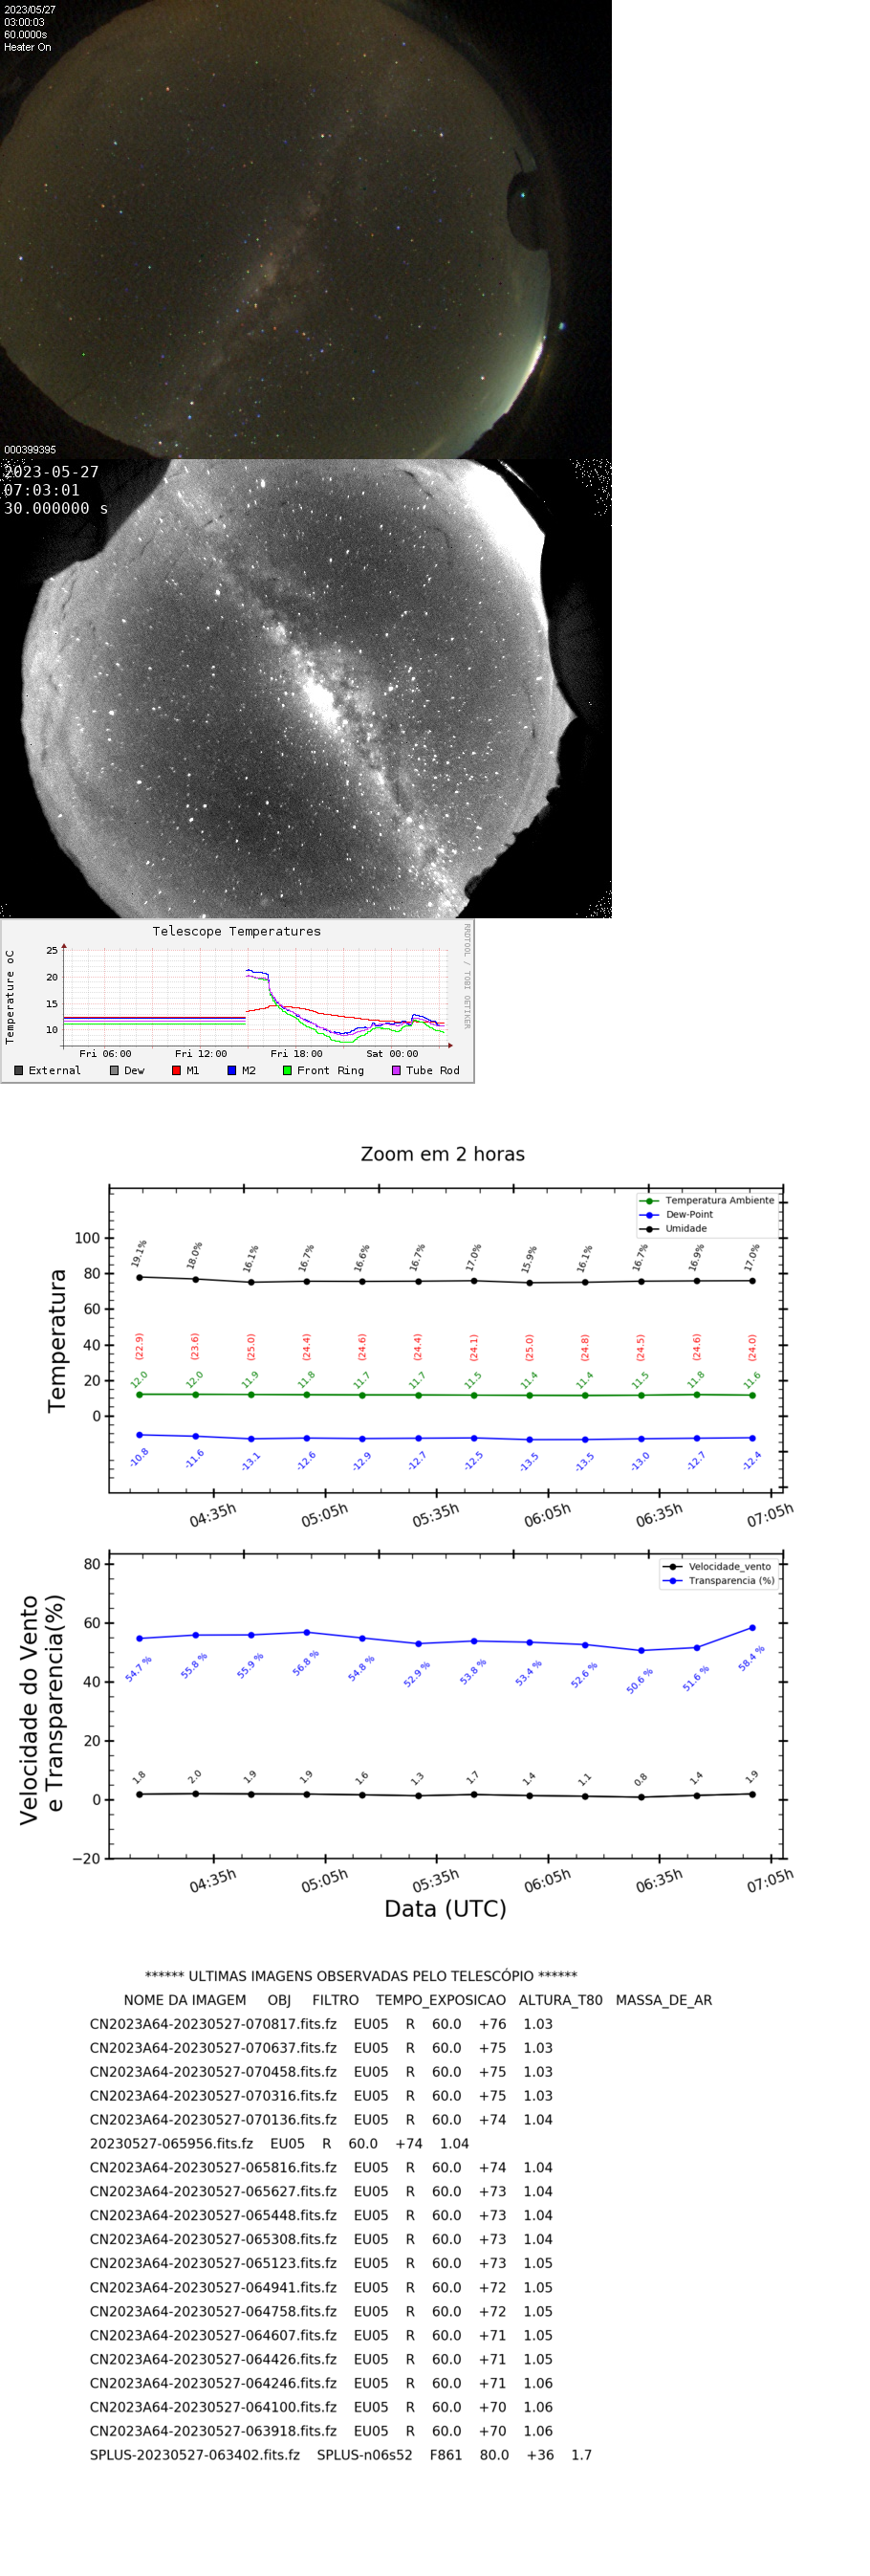 2023/05/27
03:00:03
60.0000s
Heater On
000399395
2023-05-27
07:03:01
30.000000 s
Telescope Temperatures
RRDTOOL / TOBI OETIKER
Temperature oC
25
20
15
10
Fri 06:00 Fri 12:00 Fri 18:00 Sat 00:00
External Dew M1 M2 Front Ring Tube Rod
Zoom em 2 horas
Temperatura Ambiente
Dew-Point
Umidade
Temperatura
100
80
60
40
20
0
19.1% 18.0% 16.1% 16.7% 16.6% 16.7% 17.0% 15.9% 16.1% 16.7% 16.9% 17.0%
(22.9) (23.6) (25.0) (24.4) (24.6) (24.4) (24.1) (25.0) (24.8) (24.5) (24.6) (24.0)
12.0 12.0 11.9 11.8 11.7 11.7 11.5 11.4 11.4 11.5 11.8 11.6
-10.8 -11.6 -13.1 -12.6 -12.9 -12.7 -12.5 -13.5 -13.5 -13.0 -12.7 -12.4
04:35h 05:05h 05:35h 06:05h 06:35h 07:05h
Velocidade_vento
Transparencia (%)
Velocidade do Vento
e Transparencia(%)
80
60
40
20
0
−20
54.7 % 55.8 % 55.9 % 56.8 % 54.8 % 52.9 % 53.8 % 53.4 % 52.6 % 50.6 % 51.6 % 58.4 %
1.8 2.0 1.9 1.9 1.6 1.3 1.7 1.4 1.1 0.8 1.4 1.9
04:35h 05:05h 05:35h 06:05h 06:35h 07:05h
Data (UTC)
****** ULTIMAS IMAGENS OBSERVADAS PELO TELESCÓPIO ******
NOME DA IMAGEM OBJ FILTRO TEMPO_EXPOSICAO ALTURA_T80 MASSA_DE_AR
CN2023A64-20230527-070817.fits.fz EU05 R 60.0 +76 1.03
CN2023A64-20230527-070637.fits.fz EU05 R 60.0 +75 1.03
CN2023A64-20230527-070458.fits.fz EU05 R 60.0 +75 1.03
CN2023A64-20230527-070316.fits.fz EU05 R 60.0 +75 1.03
CN2023A64-20230527-070136.fits.fz EU05 R 60.0 +74 1.04
20230527-065956.fits.fz EU05 R 60.0 +74 1.04
CN2023A64-20230527-065816.fits.fz EU05 R 60.0 +74 1.04
CN2023A64-20230527-065627.fits.fz EU05 R 60.0 +73 1.04
CN2023A64-20230527-065448.fits.fz EU05 R 60.0 +73 1.04
CN2023A64-20230527-065308.fits.fz EU05 R 60.0 +73 1.04
CN2023A64-20230527-065123.fits.fz EU05 R 60.0 +73 1.05
CN2023A64-20230527-064941.fits.fz EU05 R 60.0 +72 1.05
CN2023A64-20230527-064758.fits.fz EU05 R 60.0 +72 1.05
CN2023A64-20230527-064607.fits.fz EU05 R 60.0 +71 1.05
CN2023A64-20230527-064426.fits.fz EU05 R 60.0 +71 1.05
CN2023A64-20230527-064246.fits.fz EU05 R 60.0 +71 1.06
CN2023A64-20230527-064100.fits.fz EU05 R 60.0 +70 1.06
CN2023A64-20230527-063918.fits.fz EU05 R 60.0 +70 1.06
SPLUS-20230527-063402.fits.fz SPLUS-n06s52 F861 80.0 +36 1.7